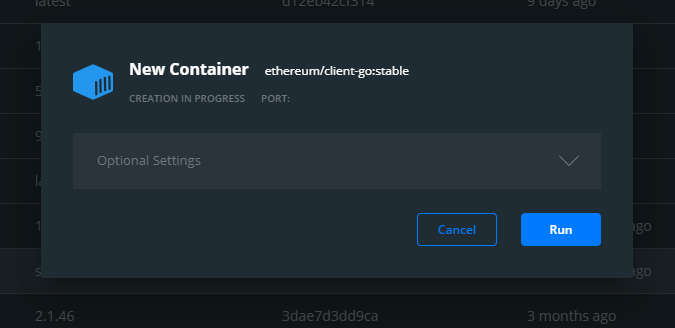 latest d12eb42cf314 9 days ago
New Container ethereum/client-go:stable
CREATION IN PROGRESS PORT:
Optional Settings
Cancel Run
ago
ago
2.1.46 3dae7d3dd9ca 3 months ago